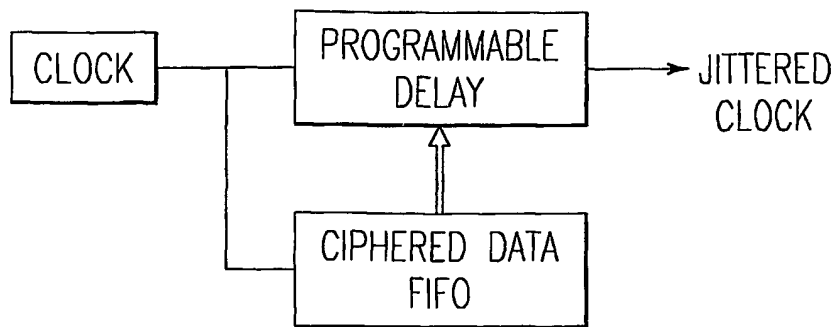 CLOCK
PROGRAMMABLE
DELAY
JITTERED
CLOCK
CIPHERED DATA
FIFO